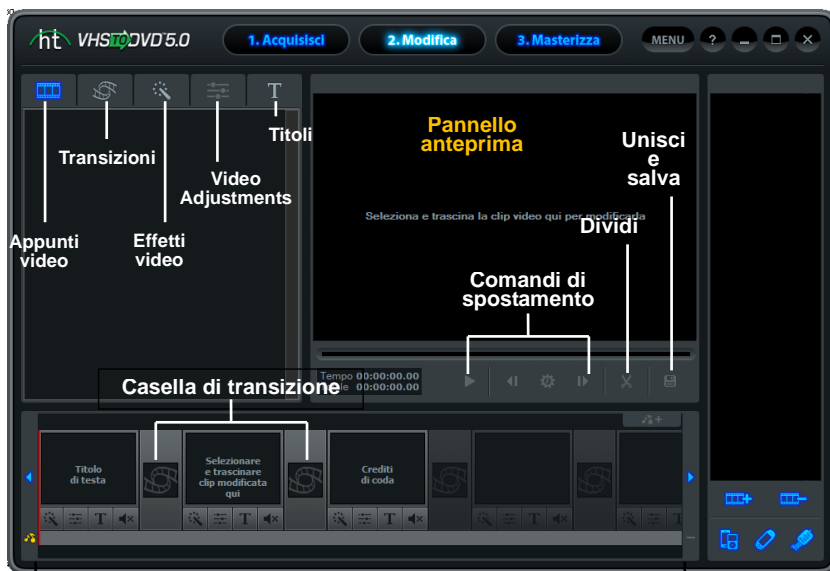 ht VHSTODVD 5.0
1. Acquisisci
2. Modifica
3. Masterizza
MENU
?
T
Titoli
Transizioni
Video
Adjustments
Appunti
video
Effetti
video
Pannello
anteprima
Unisci
e
salva
Seleziona e trascina la clip video qui per modificarla
Dividi
Comandi di
spostamento
Tempo 00:00:00.00
00:00:00.00
Casella di transizione
Titolo
di testa
Selezionare
e trascinare
clip modificata
qui
Crediti
di coda
T
T
T
T
T